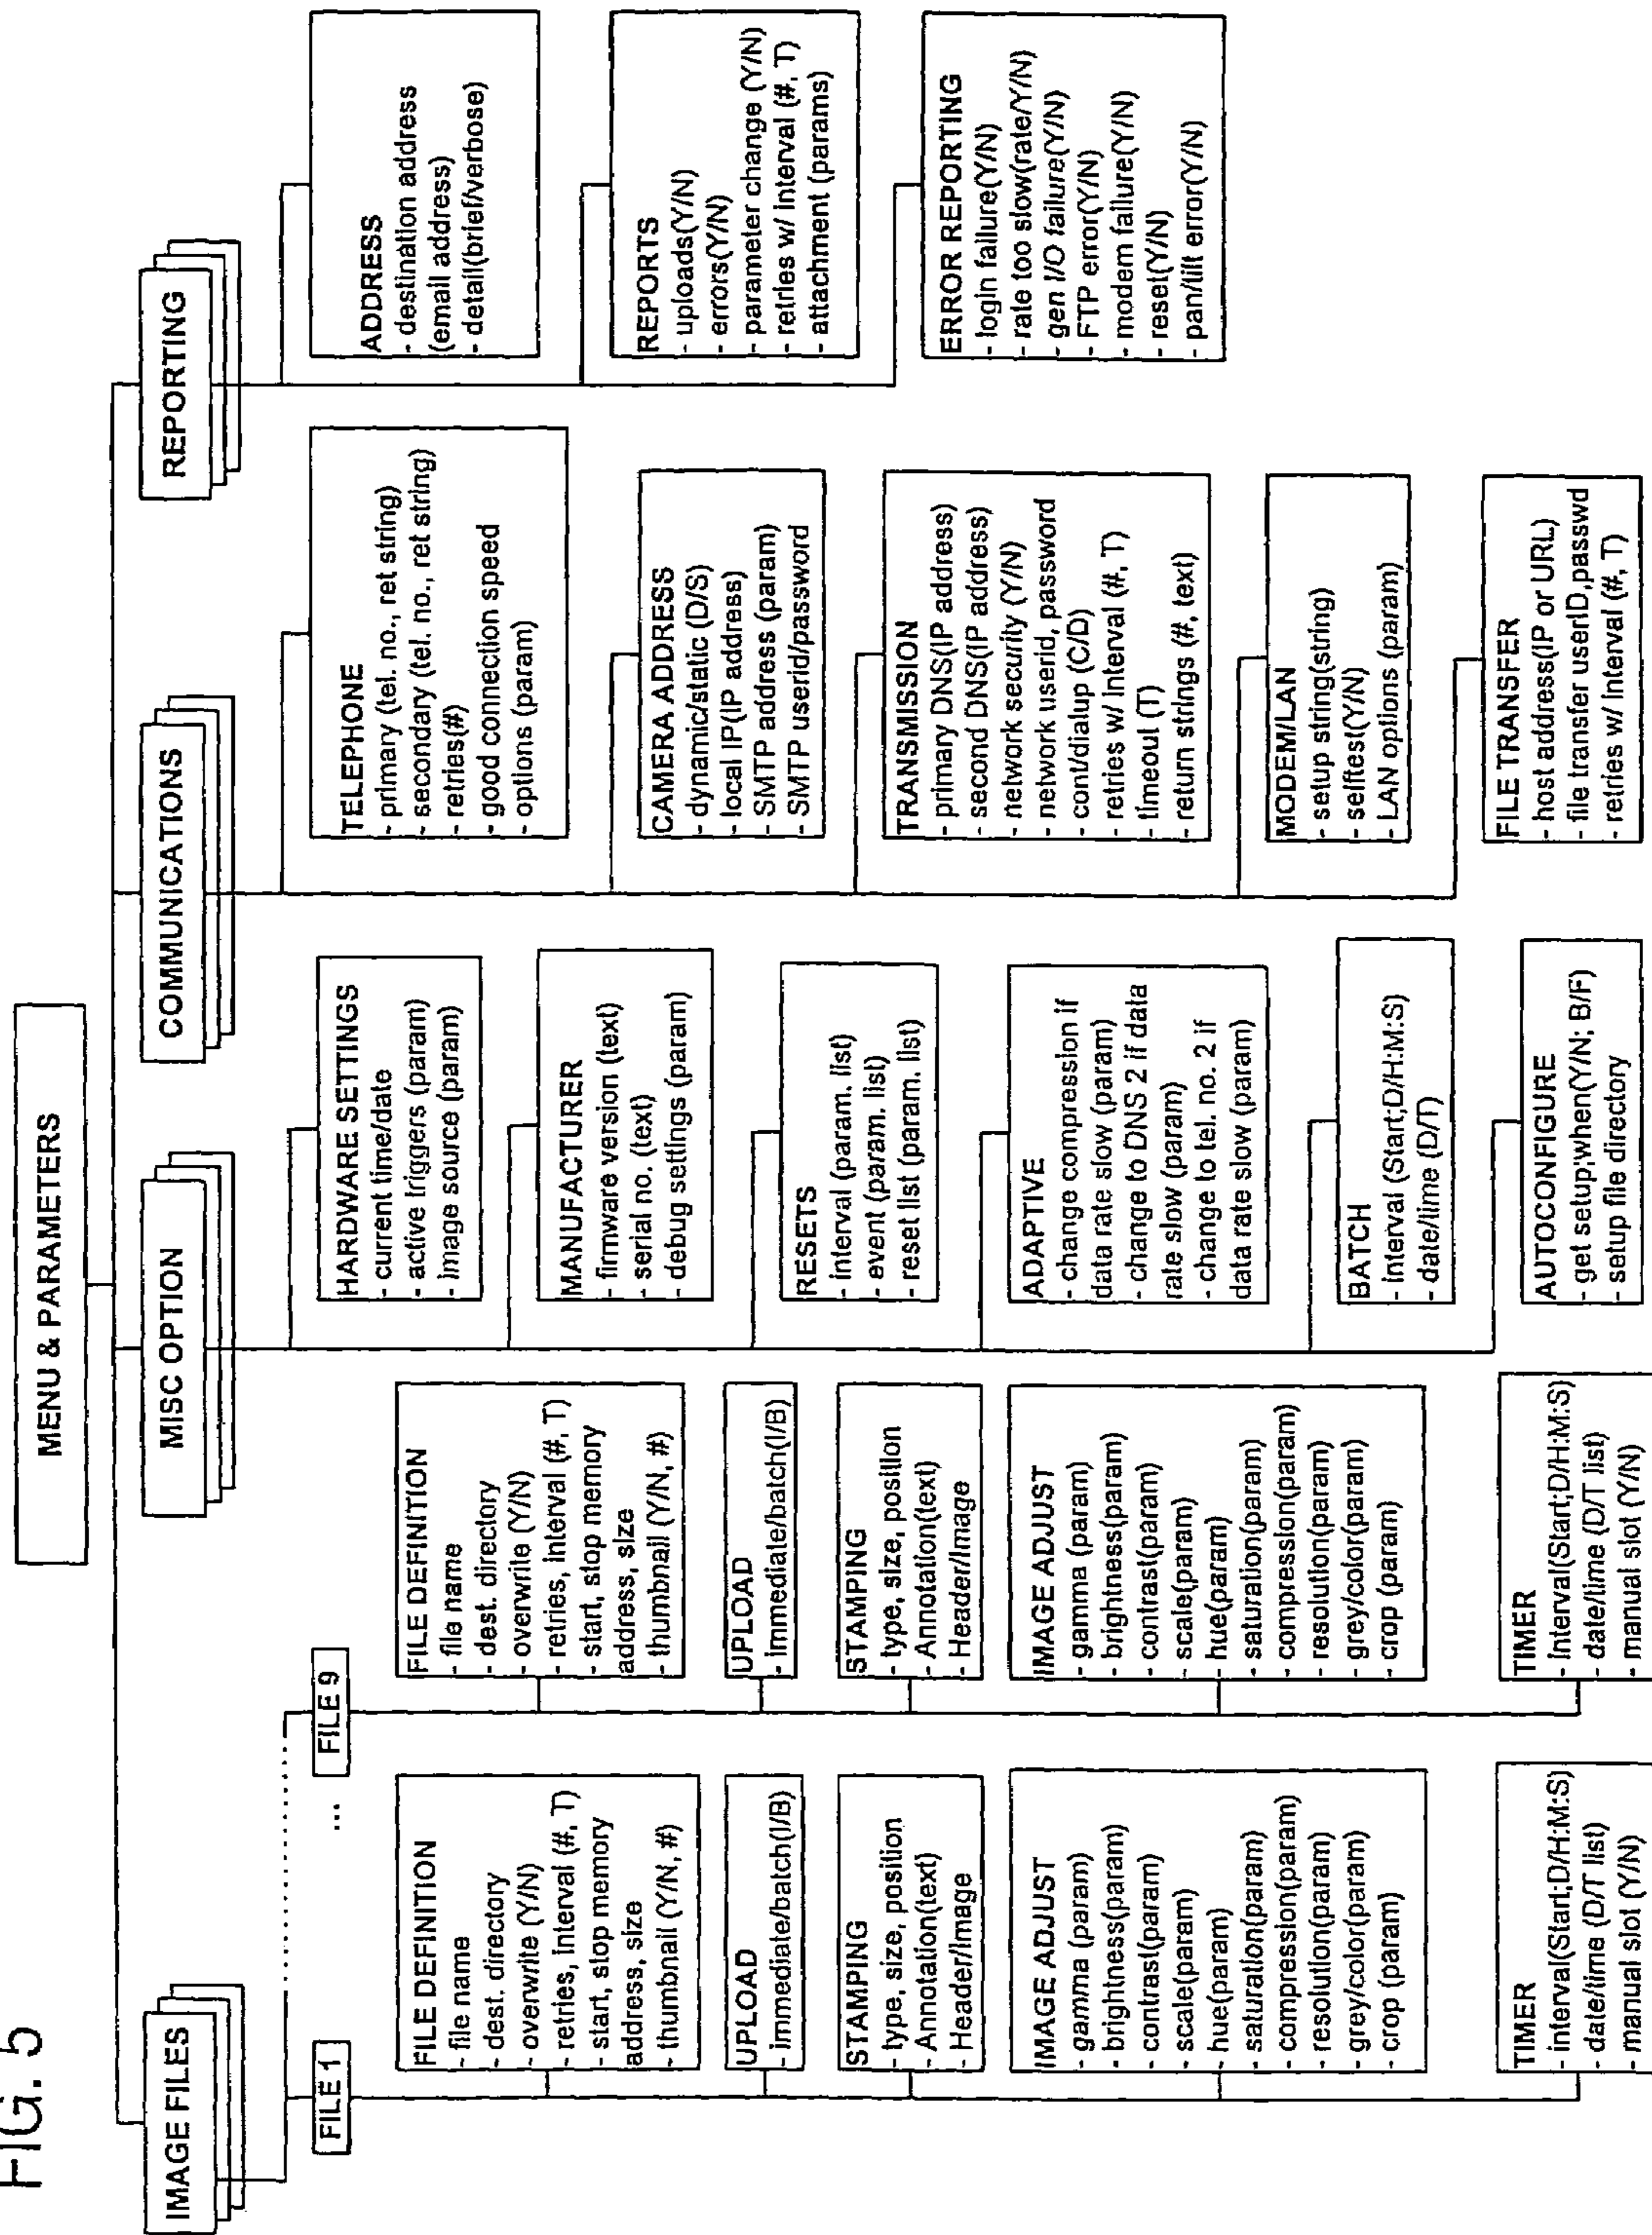 FIG. 5
MENU & PARAMETERS
IMAGE FILES
MISC OPTION
COMMUNICATIONS
REPORTING
FILE 1
...
FILE 9
FILE DEFINITION
- file name
- dest. directory
- overwrite (Y/N)
- retries, interval (#, T)
- start, stop memory
address, size
- thumbnail (Y/N, #)
UPLOAD
- immediate/batch(I/B)
STAMPING
- type, size, position
- Annotation(text)
- Header/Image
IMAGE ADJUST
- gamma (param)
- brightness(param)
- contrast(param)
- scale(param)
- hue(param)
- saturation(param)
- compression(param)
- resolution(param)
- grey/color(param)
- crop (param)
TIMER
- interval(Start;D/H:M:S)
- date/time (D/T list)
- manual slot (Y/N)
FILE DEFINITION
- file name
- dest. directory
- overwrite (Y/N)
- retries, interval (#, T)
- start, stop memory
address, size
- thumbnail (Y/N, #)
UPLOAD
- immediate/batch(I/B)
STAMPING
- type, size, position
- Annotation(text)
- Header/Image
IMAGE ADJUST
- gamma (param)
- brightness(param)
- contrast(param)
- scale(param)
- hue(param)
- saturation(param)
- compression(param)
- resolution(param)
- grey/color(param)
- crop (param)
TIMER
- interval(Start;D/H:M:S)
- date/time (D/T list)
- manual slot (Y/N)
HARDWARE SETTINGS
- current time/date
- active triggers (param)
- image source (param)
MANUFACTURER
- firmware version (text)
- serial no. (text)
- debug settings (param)
RESETS
- interval (param. list)
- event (param. list)
- reset list (param. list)
ADAPTIVE
- change compression if
data rate slow (param)
- change to DNS 2 if data
rate slow (param)
- change to tel. no. 2 if
data rate slow (param)
BATCH
- interval (Start;D/H:M:S)
- date/time (D/T)
AUTOCONFIGURE
- get setup;when(Y/N; B/F)
- setup file directory
TELEPHONE
- primary (tel. no., ret string)
- secondary (tel. no., ret string)
- retries(#)
- good connection speed
- options (param)
CAMERA ADDRESS
- dynamic/static (D/S)
- local IP(IP address)
- SMTP address (param)
- SMTP userid/password
TRANSMISSION
- primary DNS(IP address)
- second DNS(IP address)
- network security (Y/N)
- network userid, password
- cont/dialup (C/D)
- retries w/ interval (#, T)
- timeout (T)
- return strings (#, text)
MODEM/LAN
- setup string(string)
- selftes(Y/N)
- LAN options (param)
FILE TRANSFER
- host address(IP or URL)
- file transfer userID,passwd
- retries w/ interval (#, T)
ADDRESS
- destination address
(email address)
- detail(brief/verbose)
REPORTS
- uploads(Y/N)
- errors(Y/N)
- parameter change (Y/N)
- retries w/ interval (#, T)
- attachment (params)
ERROR REPORTING
- login failure(Y/N)
- rate too slow(rate/Y/N)
- gen I/O failure(Y/N)
- FTP error(Y/N)
- modem failure(Y/N)
- reset(Y/N)
- pan/tilt error(Y/N)